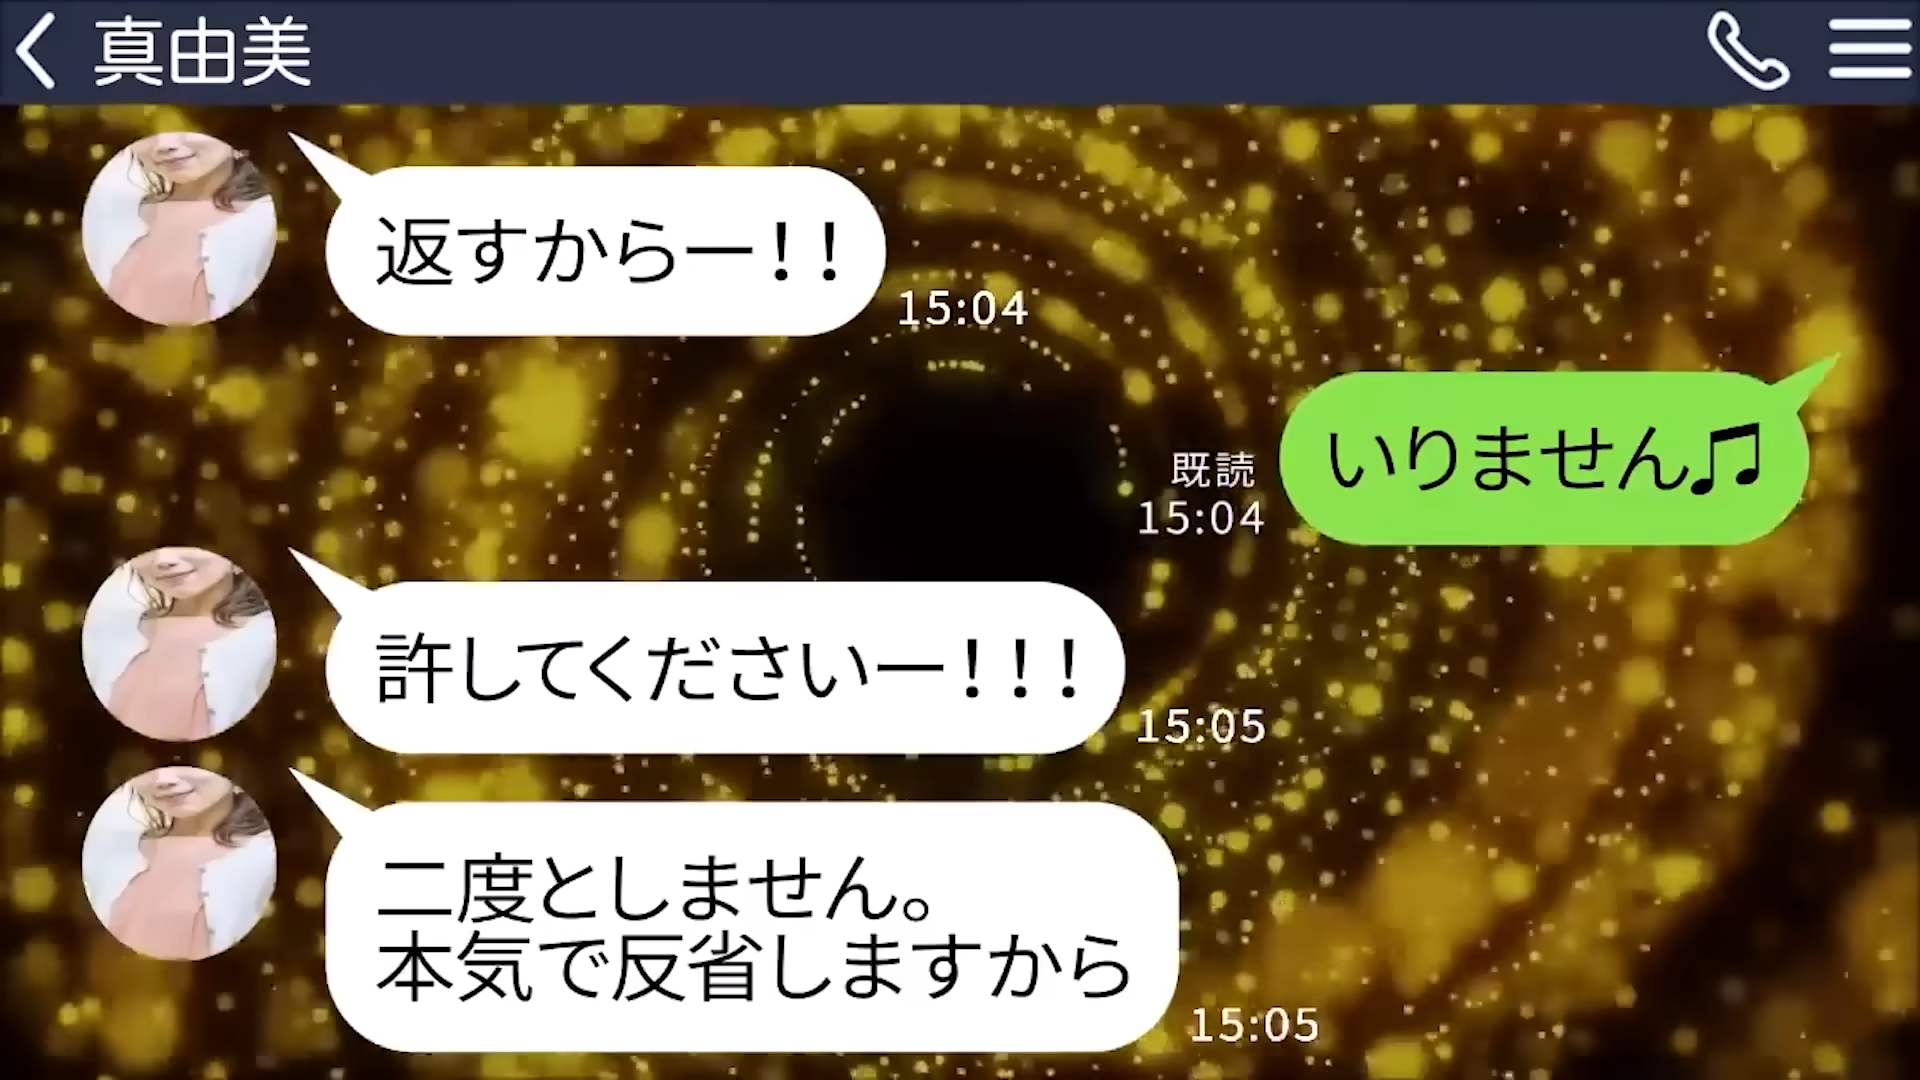 真由美
返すからー！！
15:04
いりません♫
既読
15:04
許してくださいー！！！
15:05
二度としません。
本気で反省しますから
15:05